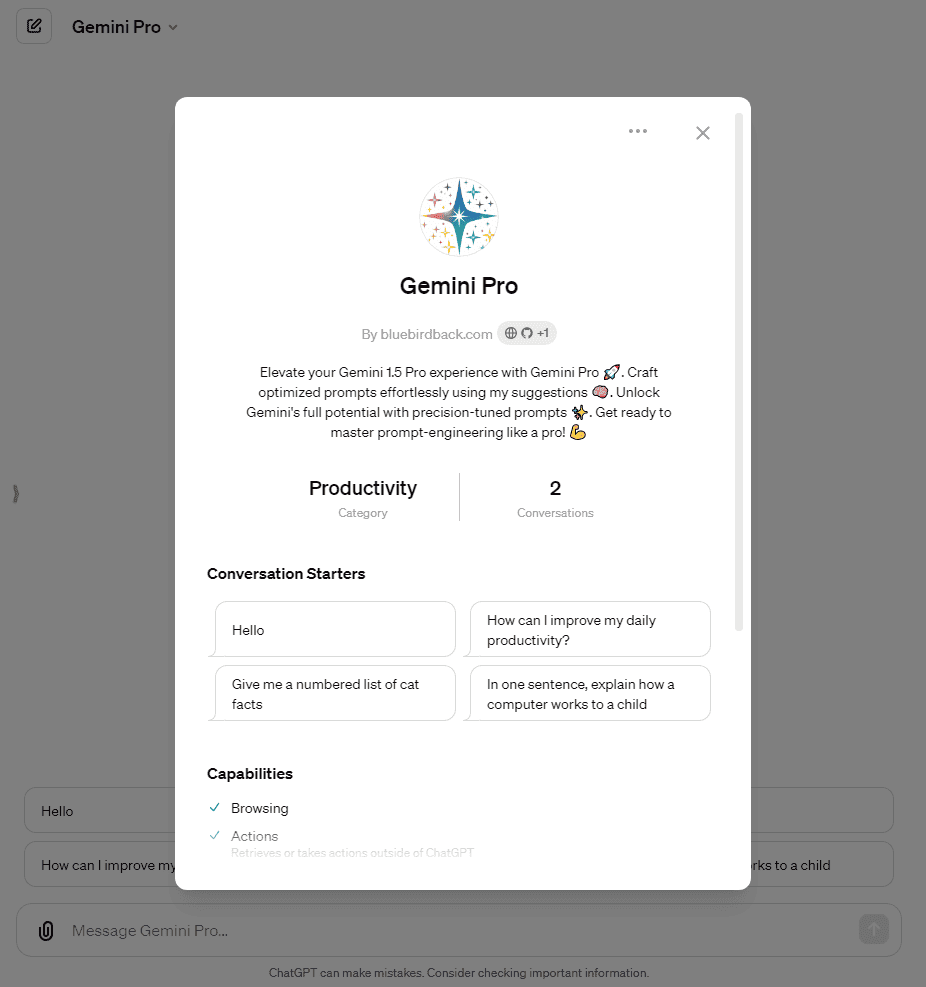 Gemini Pro
Gemini Pro
By bluebirdback.com +1
Elevate your Gemini 1.5 Pro experience with Gemini Pro 🚀. Craft
optimized prompts effortlessly using my suggestions 🧠. Unlock
Gemini's full potential with precision-tuned prompts ✨. Get ready to
master prompt-engineering like a pro! 💪
Productivity
Category
2
Conversations
Conversation Starters
Hello
How can I improve my daily
productivity?
Give me a numbered list of cat
facts
In one sentence, explain how a
computer works to a child
Capabilities
Browsing
Actions
Retrieves or takes actions outside of ChatGPT
Hello
How can I improve my
rks to a child
Message Gemini Pro...
ChatGPT can make mistakes. Consider checking important information.